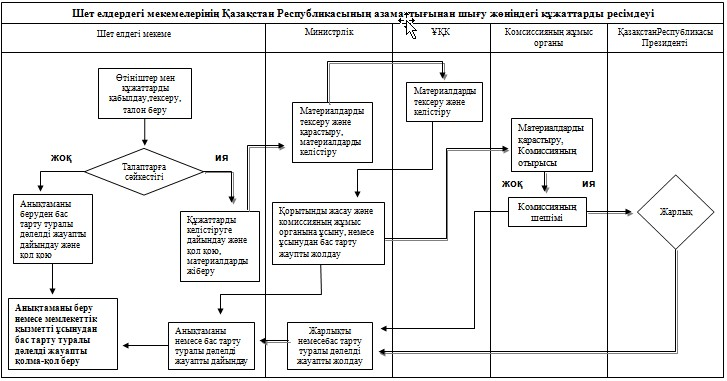 Шет елдердегі мекемелерінің Қазақстан Республикасының азаматтығынан шығу жөніндегі құжаттарды ресімдеуі
Шет елдегі мекеме
Министрлік
ҰҚК
Комсиссияның жұмыс
органы
ҚазақстанРеспубликасы
Президенті
Өтініштер мен
құжаттарды
қабылдау,тексеру,
талон беру
жоқ
ИЯ
Талаптарға
сәйкестігі
Анықтаманы
беруден бас
тарту туралы
дәлелді жауапты
дайындау және
қол қою
Құжаттарды
келістіруге
дайындау және
қол қою,
материалдарды
жіберу
Анықтаманы беру
немесе мемлекеттік
қызметті ұсынудан
бас тарту туралы
дәлелді жауапты
қолма-қол беру
Анықтаманы
немесе бас тарту
туралы дәлелді
жауапты дайындау
Материалдарды
тексеру және
қарастыру,
материалдарды
келістіру
Материалдарды
тексеру және
келістіру
Қорытынды жасау және
комиссияның жұмыс
органына ұсыну, немесе
ұсынудан бас тарту
жауапты жолдау
Жарлықты
немесебас тарту
туралы дәлелді
жауапты жолдау
Материалдарды
қарастыру,
Комиссияның
отырысы
жоқ
ИЯ
Комиссияның
шешімі
Жарлық